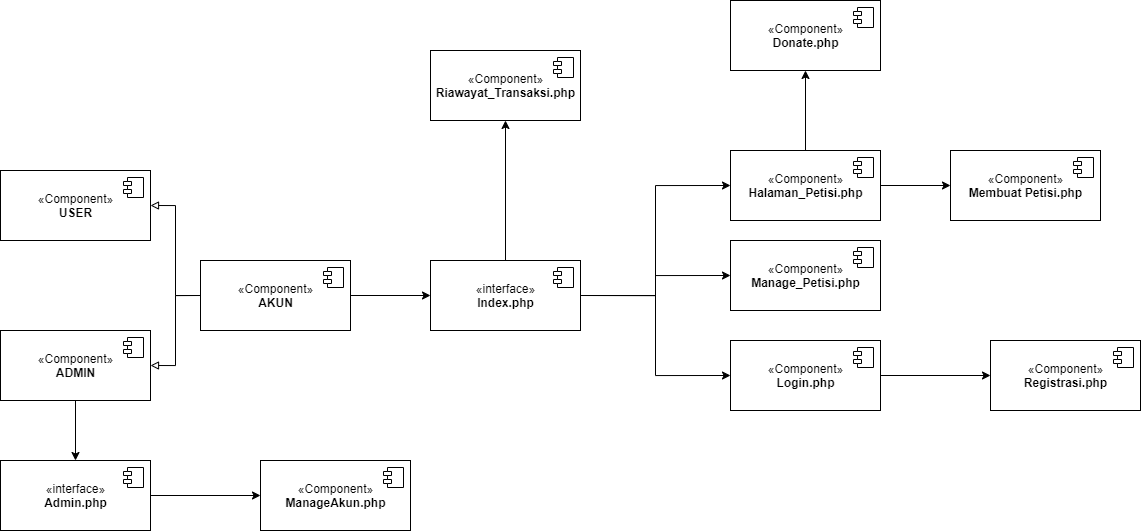 «Component»
Donate.php
«Component»
Riawayat_Transaksi.php
«Component»
Halaman_Petisi.php
«Component»
Membuat Petisi.php
«Component»
USER
«Component»
Manage_Petisi.php
«Component»
AKUN
«interface»
Index.php
«Component»
ADMIN
«Component»
Login.php
«Component»
Registrasi.php
«interface»
Admin.php
«Component»
ManageAkun.php